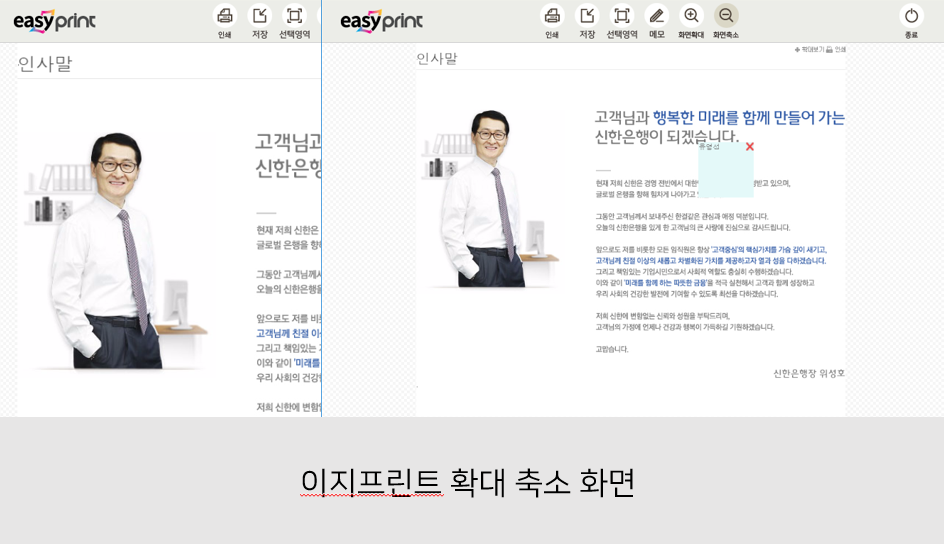 easyprint
인쇄 저장 선택영역
인사말
고객님과
신한은행
현재 저희 신한은
글로벌 은행을 향해
그동안 고객님께서
오늘의 신한은행을
앞으로도 저를 비롯
고객님께 친절 이상
그리고 책임있는
이와 같이 '미래를
우리 사회의 건강한
저희 신한에 변함없
easyprint
인쇄 저장 선택영역 메모 화면확대 화면축소 종료
확대보기 인쇄
인사말
고객님과 행복한 미래를 함께 만들어 가는
신한은행이 되겠습니다.
현재 저희 신한은 경영 전반에서 대한 받고 있으며,
글로벌 은행을 향해 힘차게 나아가고
그동안 고객님께서 보내주신 한결같은 관심과 애정 덕분입니다.
오늘의 신한은행을 있게 한 고객님의 큰 사랑에 진심으로 감사드립니다.
앞으로도 저를 비롯한 모든 임직원은 항상 '고객중심'의 핵심가치를 가슴 깊이 새기고,
고객님께 친절 이상의 새롭고 차별화된 가치를 제공하고자 열과 성을 다하겠습니다.
그리고 책임있는 기업시민으로서 사회적 역할도 충실히 수행하겠습니다.
이와 같이 '미래를 함께 하는 따뜻한 금융'을 적극 실천해서 고객과 함께 성장하고
우리 사회의 건강한 발전에 기여할 수 있도록 최선을 다하겠습니다.
저희 신한에 변함없는 신뢰와 성원을 부탁드리며,
고객님의 가정에 언제나 건강과 행복이 가득하길 기원하겠습니다.
고맙습니다.
신한은행장 위성호
이지프린트 확대 축소 화면